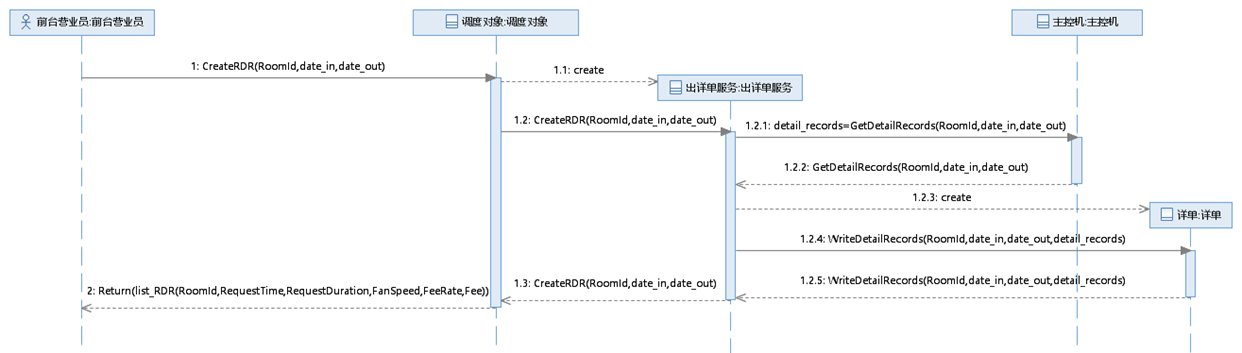 前台营业员:前台营业员
调度对象:调度对象
主控机:主控机
1: CreateRDR(RoomId,date_in,date_out)
1.1: create
出详单服务:出详单服务
1.2: CreateRDR(RoomId,date_in,date_out)
1.2.1: detail_records=GetDetailRecords(RoomId,date_in,date_out)
1.2.2: GetDetailRecords(RoomId,date_in,date_out)
1.2.3: create
详单:详单
1.2.4: WriteDetailRecords(RoomId,date_in,date_out,detail_records)
1.2.5: WriteDetailRecords(RoomId,date_in,date_out,detail_records)
1.3: CreateRDR(RoomId,date_in,date_out)
2: Return(list_RDR(RoomId,RequestTime,RequestDuration,FanSpeed,FeeRate,Fee))